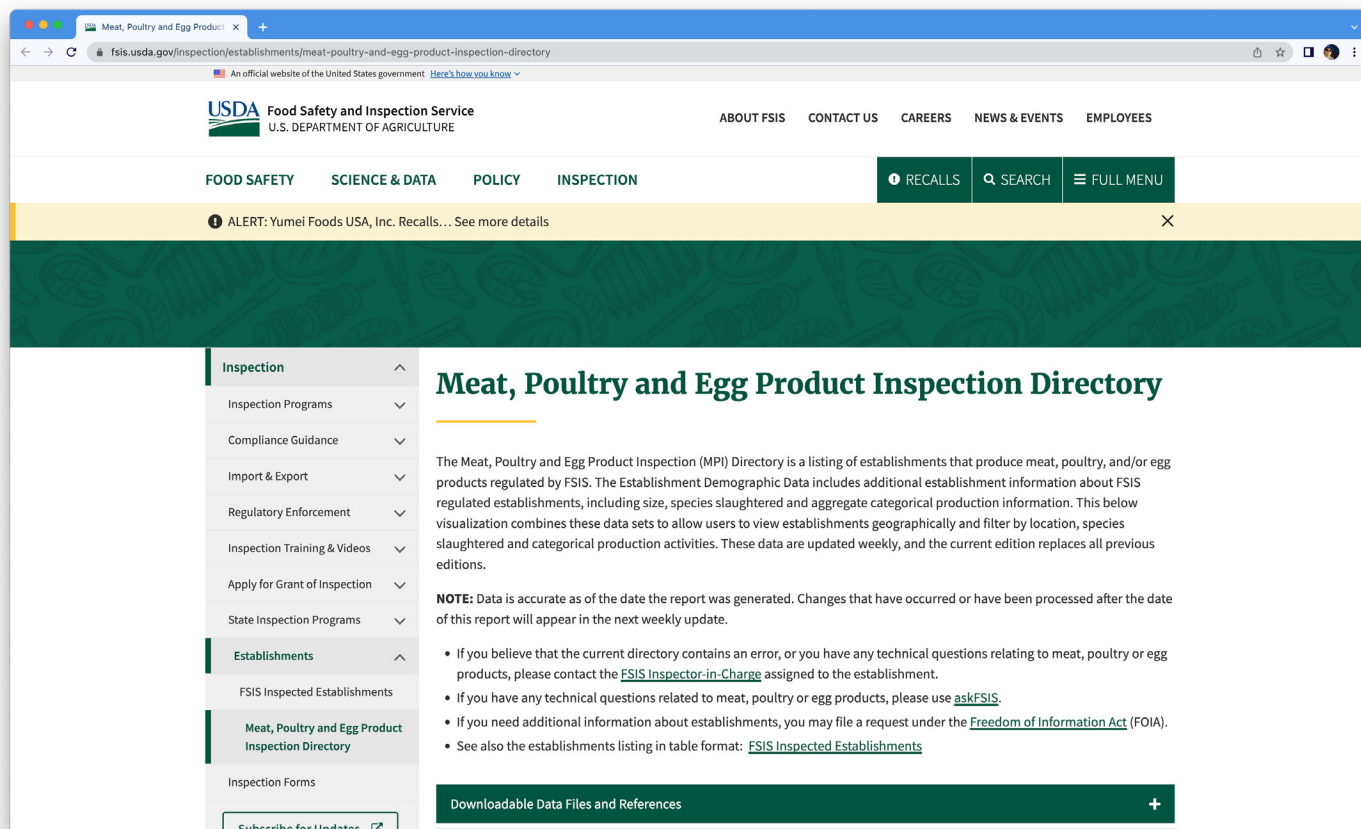 Meat, Poultry and Egg Product
fsis.usda.gov/inspection/establishments/meat-poultry-and-egg-product-inspection-directory
An official website of the United States government Here's how you know
USDA Food Safety and Inspection Service
U.S. DEPARTMENT OF AGRICULTURE
ABOUT FSIS CONTACT US CAREERS NEWS & EVENTS EMPLOYEES
FOOD SAFETY SCIENCE & DATA POLICY INSPECTION RECALLS SEARCH FULL MENU
ALERT: Yumei Foods USA, Inc. Recalls... See more details
Inspection
Inspection Programs
Compliance Guidance
Import & Export
Regulatory Enforcement
Inspection Training & Videos
Apply for Grant of Inspection
State Inspection Programs
Establishments
FSIS Inspected Establishments
Meat, Poultry and Egg Product
Inspection Directory
Inspection Forms
Subscribe for Updates
Meat, Poultry and Egg Product Inspection Directory
The Meat, Poultry and Egg Product Inspection (MPI) Directory is a listing of establishments that produce meat, poultry, and/or egg
products regulated by FSIS. The Establishment Demographic Data includes additional establishment information about FSIS
regulated establishments, including size, species slaughtered and aggregate categorical production information. This below
visualization combines these data sets to allow users to view establishments geographically and filter by location, species
slaughtered and categorical production activities. These data are updated weekly, and the current edition replaces all previous
editions.
NOTE: Data is accurate as of the date the report was generated. Changes that have occurred or have been processed after the date
of this report will appear in the next weekly update.
• If you believe that the current directory contains an error, or you have any technical questions relating to meat, poultry or egg
products, please contact the FSIS Inspector-in-Charge assigned to the establishment.
• If you have any technical questions related to meat, poultry or egg products, please use askFSIS.
• If you need additional information about establishments, you may file a request under the Freedom of Information Act (FOIA).
• See also the establishments listing in table format: FSIS Inspected Establishments
Downloadable Data Files and References